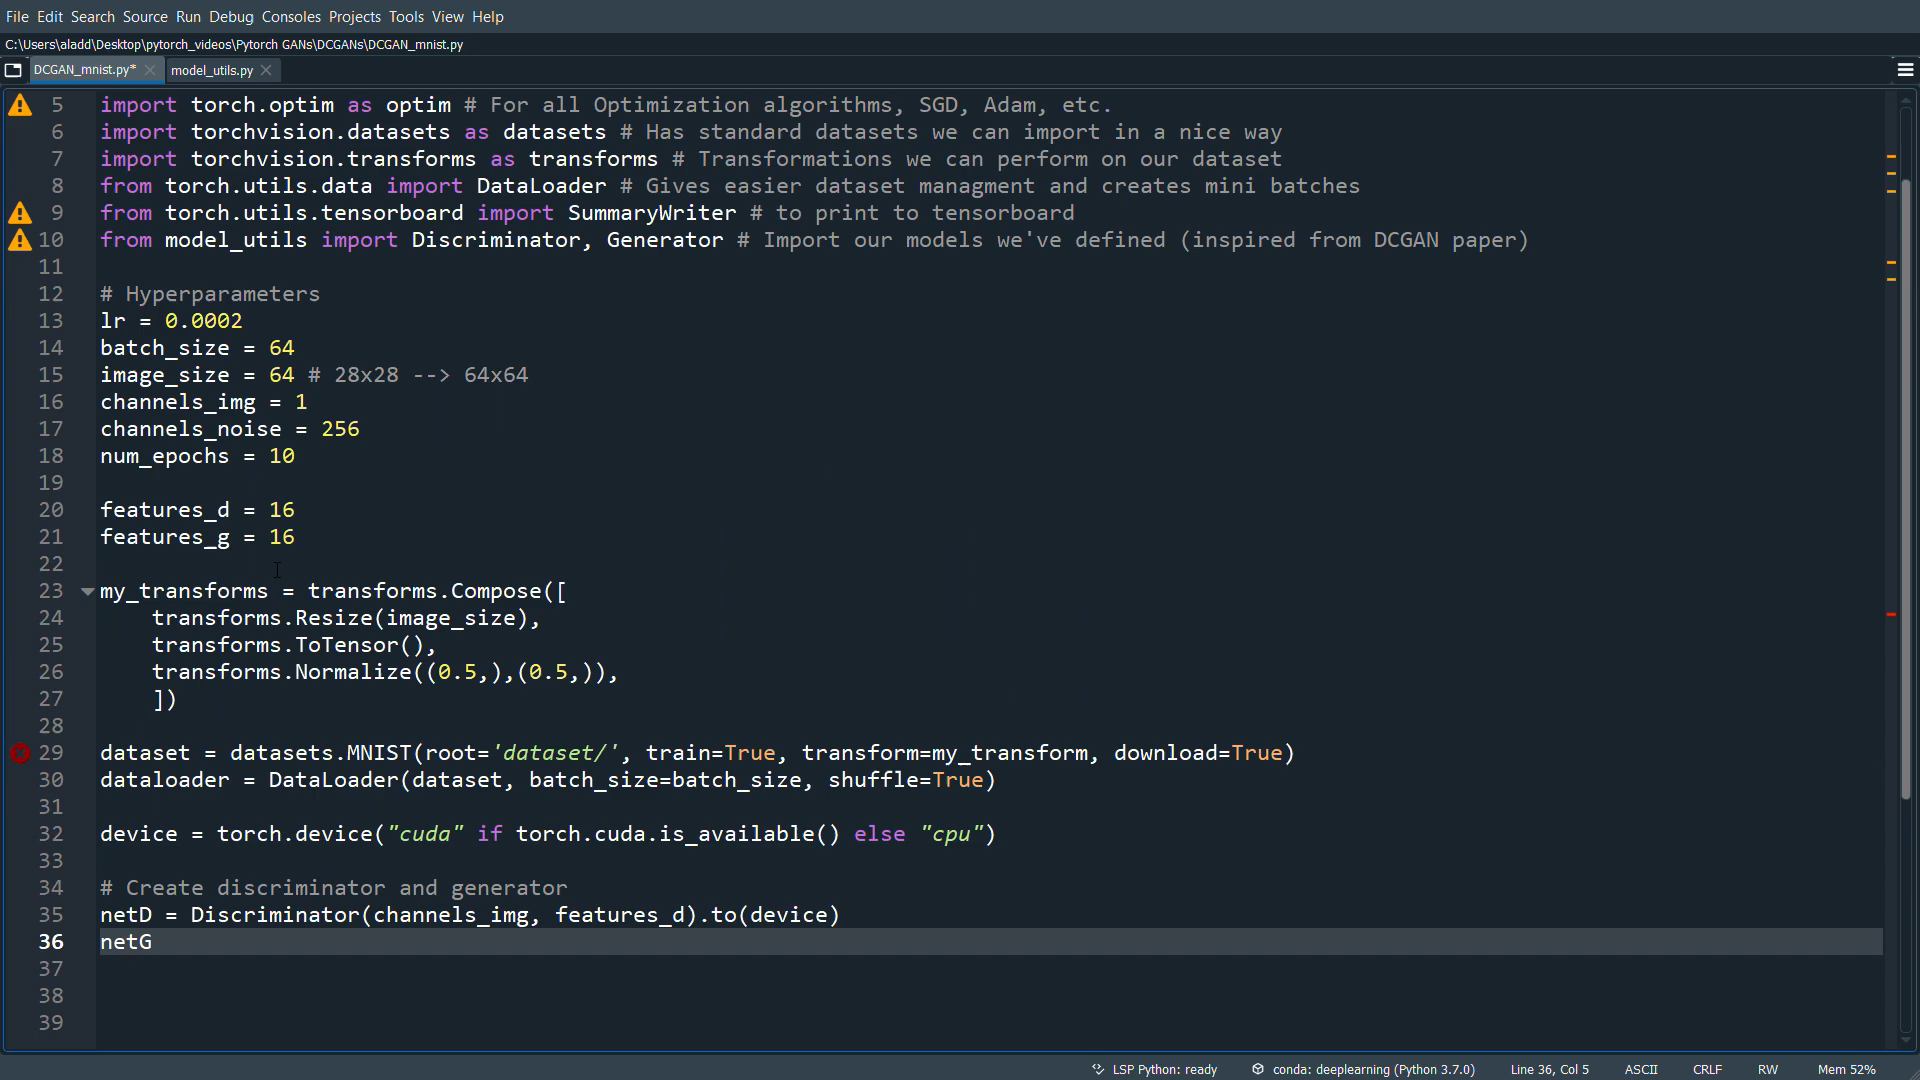 File Edit Search Source Run Debug Consoles Projects Tools View Help
C:\Users\aladd\Desktop\pytorch_videos\Pytorch GANs\DCGANs\DCGAN_mnist.py
DCGAN_mnist.py* model_utils.py
5 import torch.optim as optim # For all Optimization algorithms, SGD, Adam, etc.
6 import torchvision.datasets as datasets # Has standard datasets we can import in a nice way
7 import torchvision.transforms as transforms # Transformations we can perform on our dataset
8 from torch.utils.data import DataLoader # Gives easier dataset managment and creates mini batches
9 from torch.utils.tensorboard import SummaryWriter # to print to tensorboard
10 from model_utils import Discriminator, Generator # Import our models we've defined (inspired from DCGAN paper)
11
12 # Hyperparameters
13 lr = 0.0002
14 batch_size = 64
15 image_size = 64 # 28x28 --> 64x64
16 channels_img = 1
17 channels_noise = 256
18 num_epochs = 10
19
20 features_d = 16
21 features_g = 16
22
23 my_transforms = transforms.Compose([
24     transforms.Resize(image_size),
25     transforms.ToTensor(),
26     transforms.Normalize((0.5,),(0.5,)),
27     ])
28
29 dataset = datasets.MNIST(root='dataset/', train=True, transform=my_transform, download=True)
30 dataloader = DataLoader(dataset, batch_size=batch_size, shuffle=True)
31
32 device = torch.device("cuda" if torch.cuda.is_available() else "cpu")
33
34 # Create discriminator and generator
35 netD = Discriminator(channels_img, features_d).to(device)
36 netG
37
38
39
LSP Python: ready conda: deeplearning (Python 3.7.0) Line 36, Col 5 ASCII CRLF RW Mem 52%